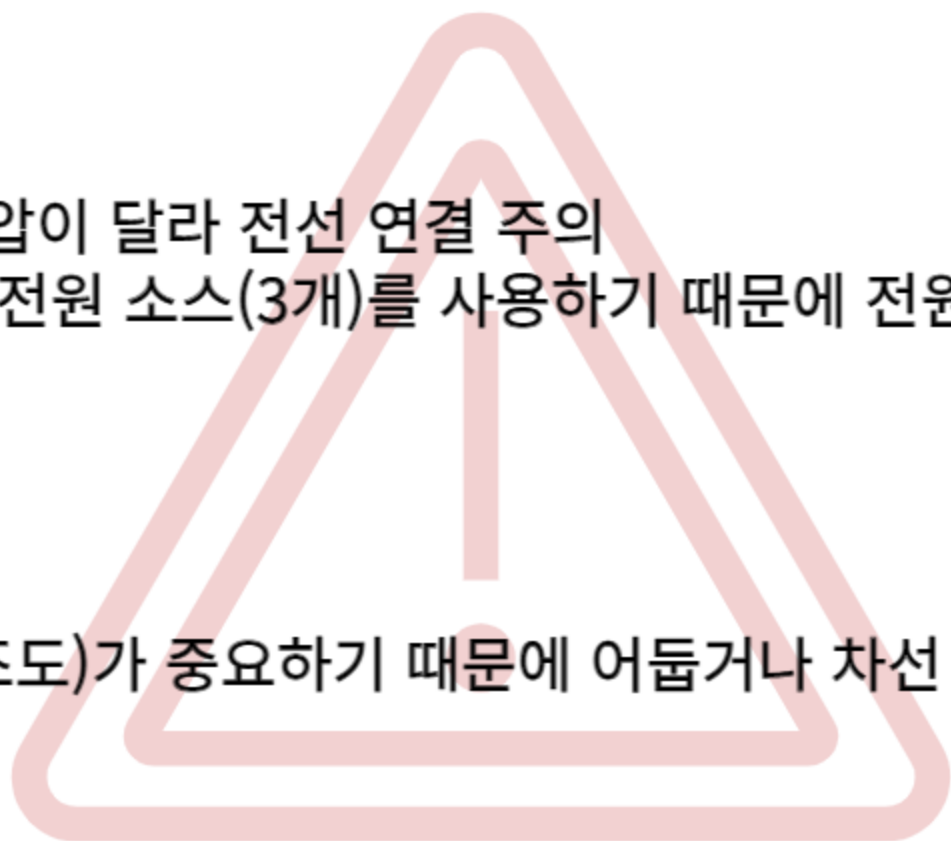 압이 달라 전선 연결 주의
전원 소스(3개)를 사용하기 때문에 전원
조도)가 중요하기 때문에 어둡거나 차선